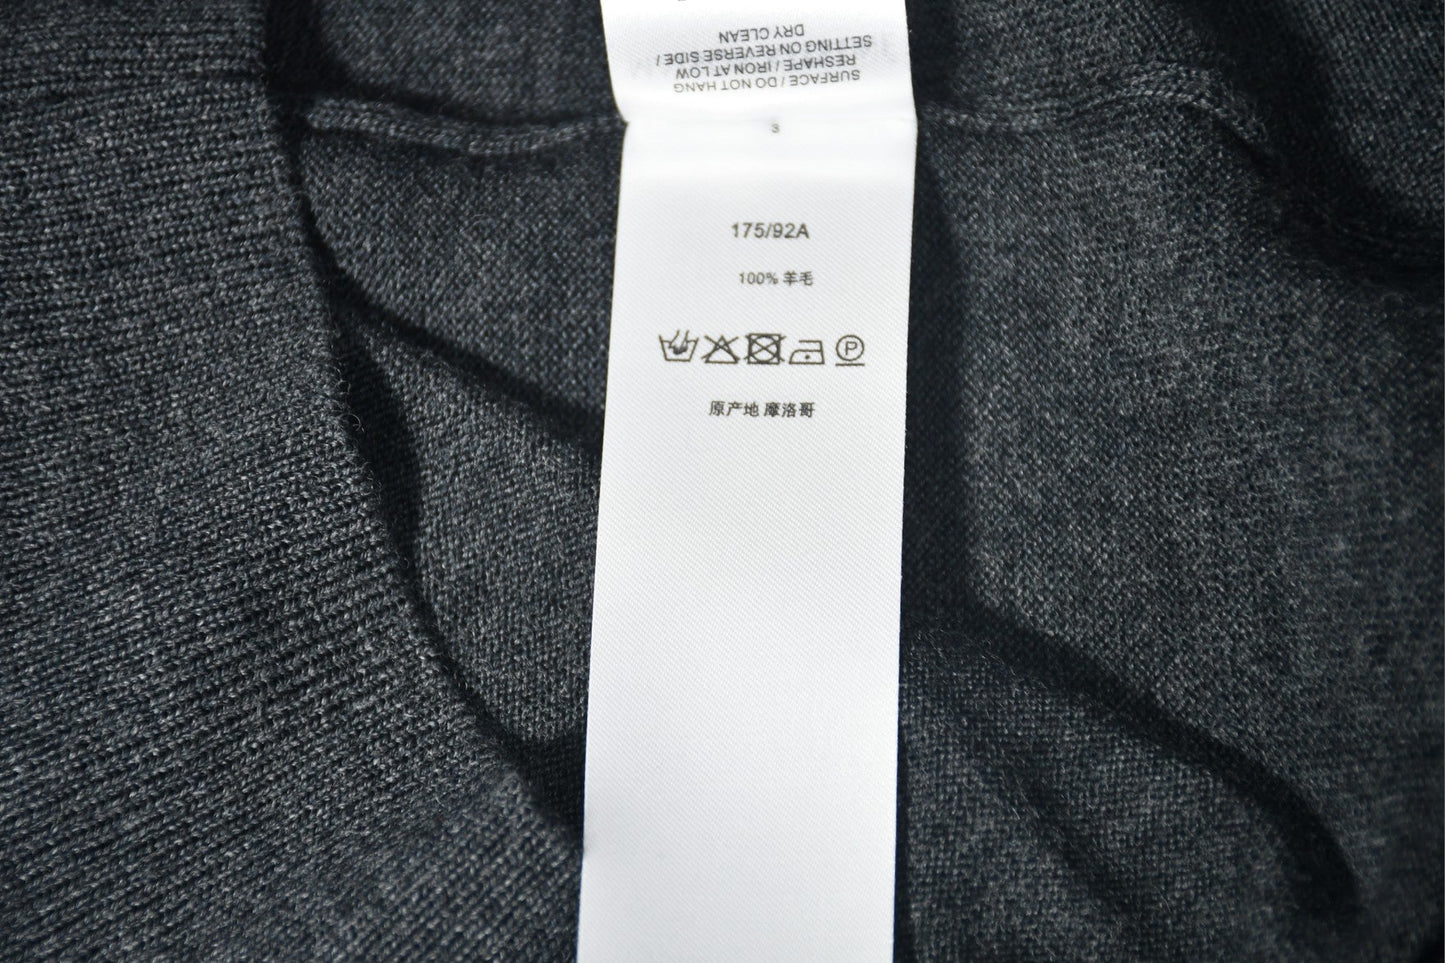 SURFACE / DO NOT HANG
RESHAPE / IRON AT LOW
SETTING ON REVERSE SIDE /
DRY CLEAN
3
175/92A
100% 羊毛
P
原产地 摩洛哥